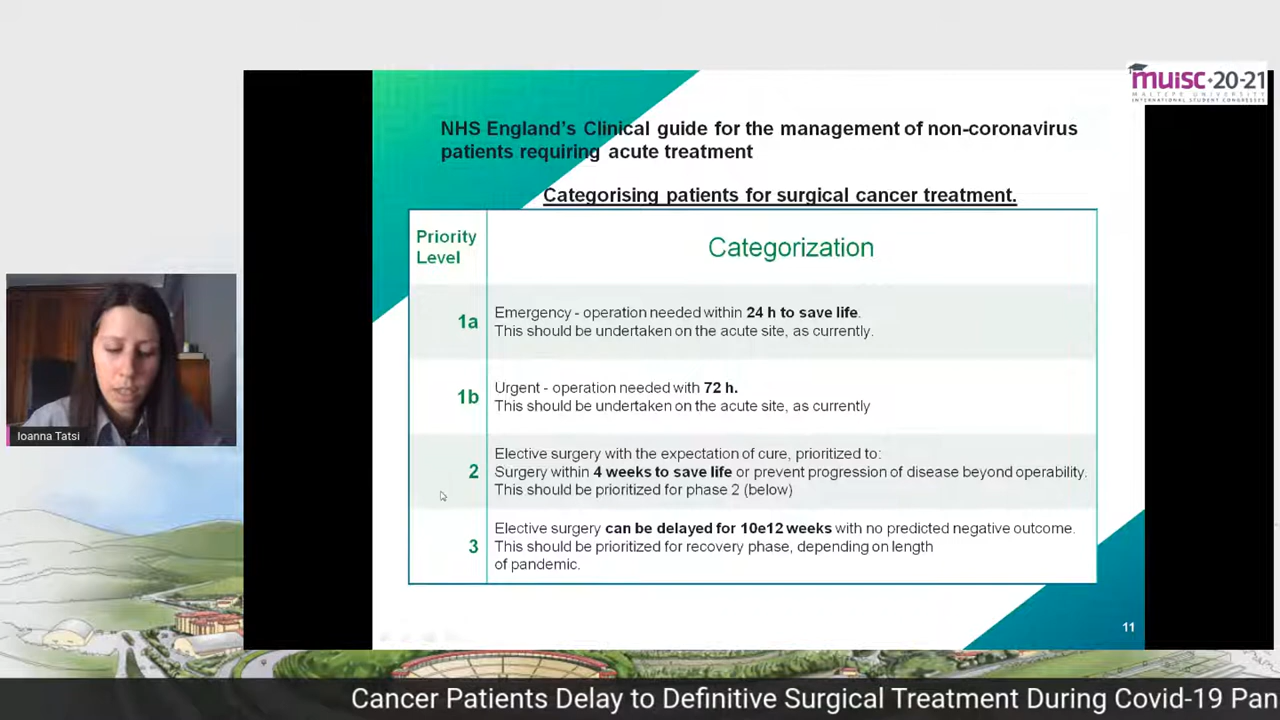 muisc•20-21
MALTEPE UNIVERSITY
INTERNATIONAL STUDENT CONGRESSES
NHS England's Clinical guide for the management of non-coronavirus
patients requiring acute treatment
Categorising patients for surgical cancer treatment.
Priority
Level
Categorization
1a
Emergency - operation needed within 24 h to save life.
This should be undertaken on the acute site, as currently.
1b
Urgent - operation needed with 72 h.
This should be undertaken on the acute site, as currently
2
Elective surgery with the expectation of cure, prioritized to:
Surgery within 4 weeks to save life or prevent progression of disease beyond operability.
This should be prioritized for phase 2 (below)
3
Elective surgery can be delayed for 10e12 weeks with no predicted negative outcome.
This should be prioritized for recovery phase, depending on length
of pandemic.
11
Ioanna Tatsi
Cancer Patients Delay to Definitive Surgical Treatment During Covid-19 Pan